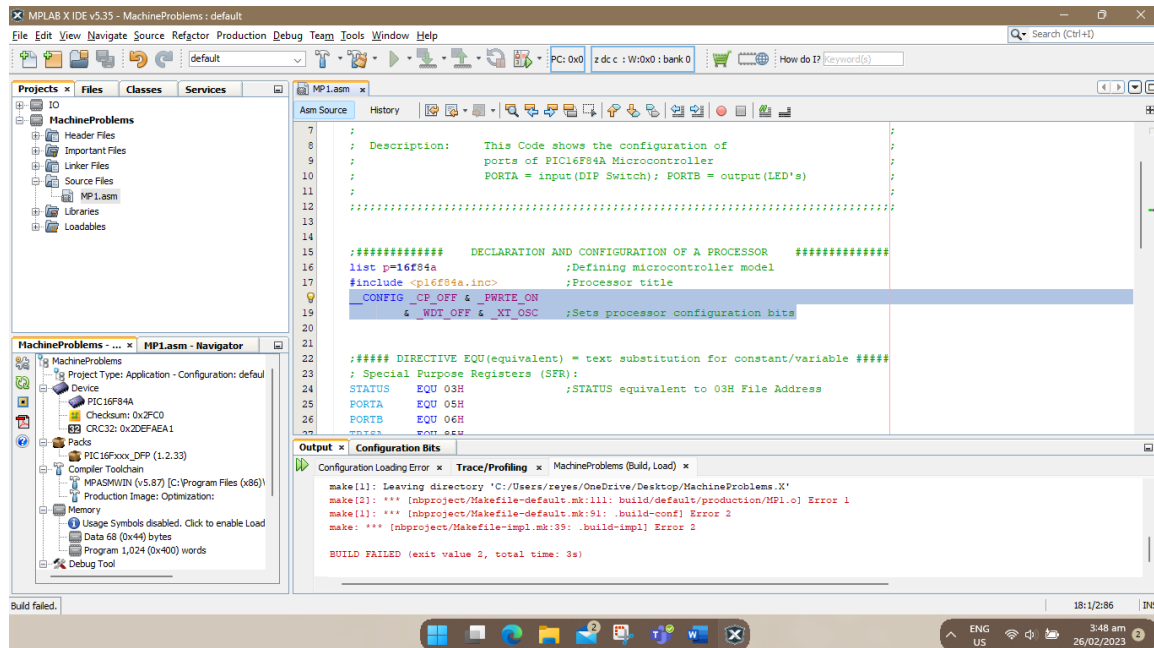 MPLAB X IDE v5.35 - MachineProblems : default
File Edit View Navigate Source Refactor Production Debug Team Tools Window Help
Search (Ctrl+I)
default
PC: 0x0
z dc c : W:0x0 : bank 0
How do I? Keyword(s)
Projects Files Classes Services
IO
MachineProblems
Header Files
Important Files
Linker Files
Source Files
MP1.asm
Libraries
Loadables
MP1.asm
Asm Source History
7 ; ;
8 ; Description: This Code shows the configuration of ;
9 ; ports of PIC16F84A Microcontroller ;
10 ; PORTA = input(DIP Switch); PORTB = output(LED's) ;
11 ; ;
12 ;;;;;;;;;;;;;;;;;;;;;;;;;;;;;;;;;;;;;;;;;;;;;;;;;;;;;;;;;;;;;;;;;;;;;;;;;;;;;;;;;
13
14
15 ;############# DECLARATION AND CONFIGURATION OF A PROCESSOR ##############
16 list p=16f84a ;Defining microcontroller model
17 #include <p16f84a.inc> ;Processor title
__CONFIG _CP_OFF & _PWRTE_ON
19 & _WDT_OFF & _XT_OSC ;Sets processor configuration bits
20
21
22 ;##### DIRECTIVE EQU(equivalent) = text substitution for constant/variable #####
23 ; Special Purpose Registers (SFR):
24 STATUS EQU 03H ;STATUS equivalent to 03H File Address
25 PORTA EQU 05H
26 PORTB EQU 06H
27 TRISA EQU 85H
MachineProblems - ... MP1.asm - Navigator
MachineProblems
Project Type: Application - Configuration: defaul
Device
PIC16F84A
Checksum: 0x2FC0
CRC32: 0x2DEFAEA1
Packs
PIC16Fxxx_DFP (1.2.33)
Compiler Toolchain
MPASMWIN (v5.87) [C:\Program Files (x86)\
Production Image: Optimization:
Memory
Usage Symbols disabled. Click to enable Load
Data 68 (0x44) bytes
Program 1,024 (0x400) words
Debug Tool
Output Configuration Bits
Configuration Loading Error Trace/Profiling MachineProblems (Build, Load)
make[1]: Leaving directory 'C:/Users/reyes/OneDrive/Desktop/MachineProblems.X'
make[2]: *** [nbproject/Makefile-default.mk:111: build/default/production/MP1.o] Error 1
make[1]: *** [nbproject/Makefile-default.mk:91: .build-conf] Error 2
make: *** [nbproject/Makefile-impl.mk:39: .build-impl] Error 2
BUILD FAILED (exit value 2, total time: 3s)
Build failed.
18:1/2:86
INS
2
ENG
US
3:48 am
26/02/2023
2